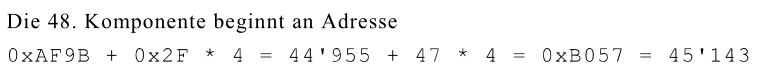 Die 48. Komponente beginnt an Adresse
0xAF9B + 0x2F * 4 = 44'955 + 47 * 4 = 0xB057 = 45'143